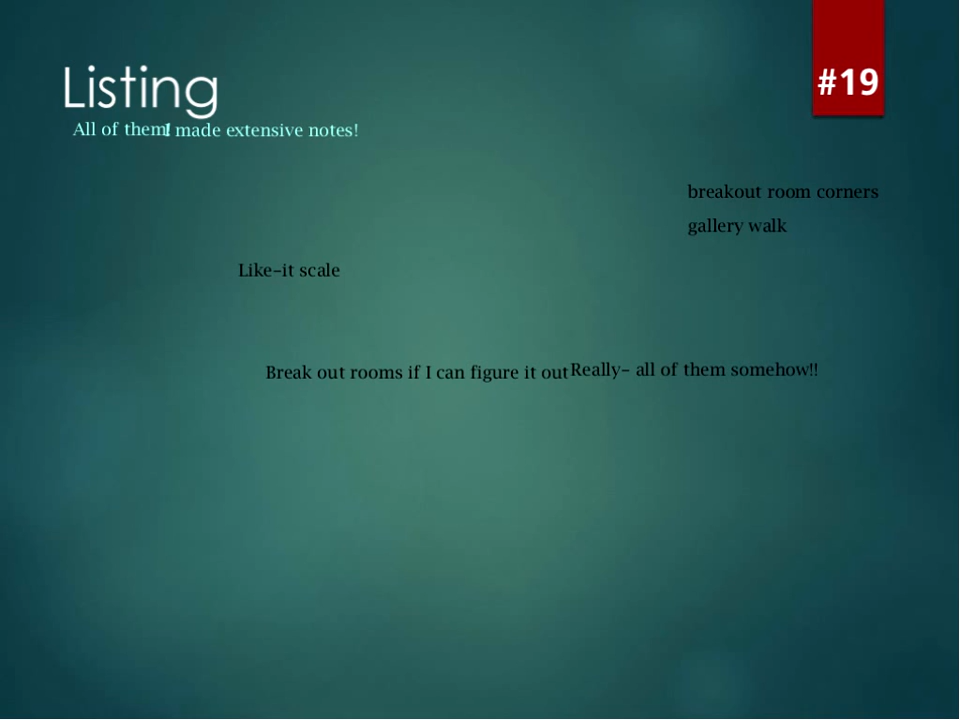 Listing
#19
All of them!
I made extensive notes!
breakout room corners
gallery walk
Like-it scale
Break out rooms if I can figure it out
Really- all of them somehow!!